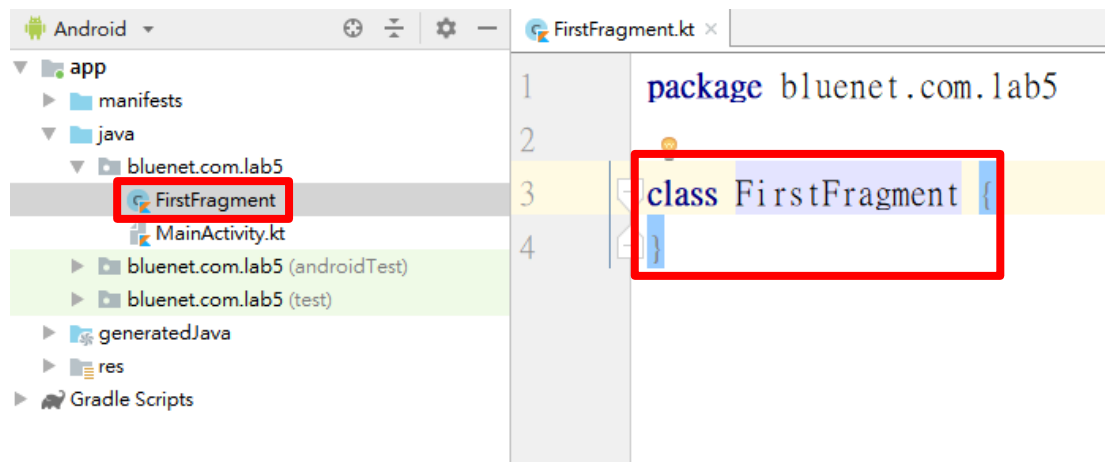 Android
app
manifests
java
bluenet.com.lab5
FirstFragment
MainActivity.kt
bluenet.com.lab5 (androidTest)
bluenet.com.lab5 (test)
generatedJava
res
Gradle Scripts
FirstFragment.kt
1 package bluenet.com.lab5
2
3 class FirstFragment {
4 }